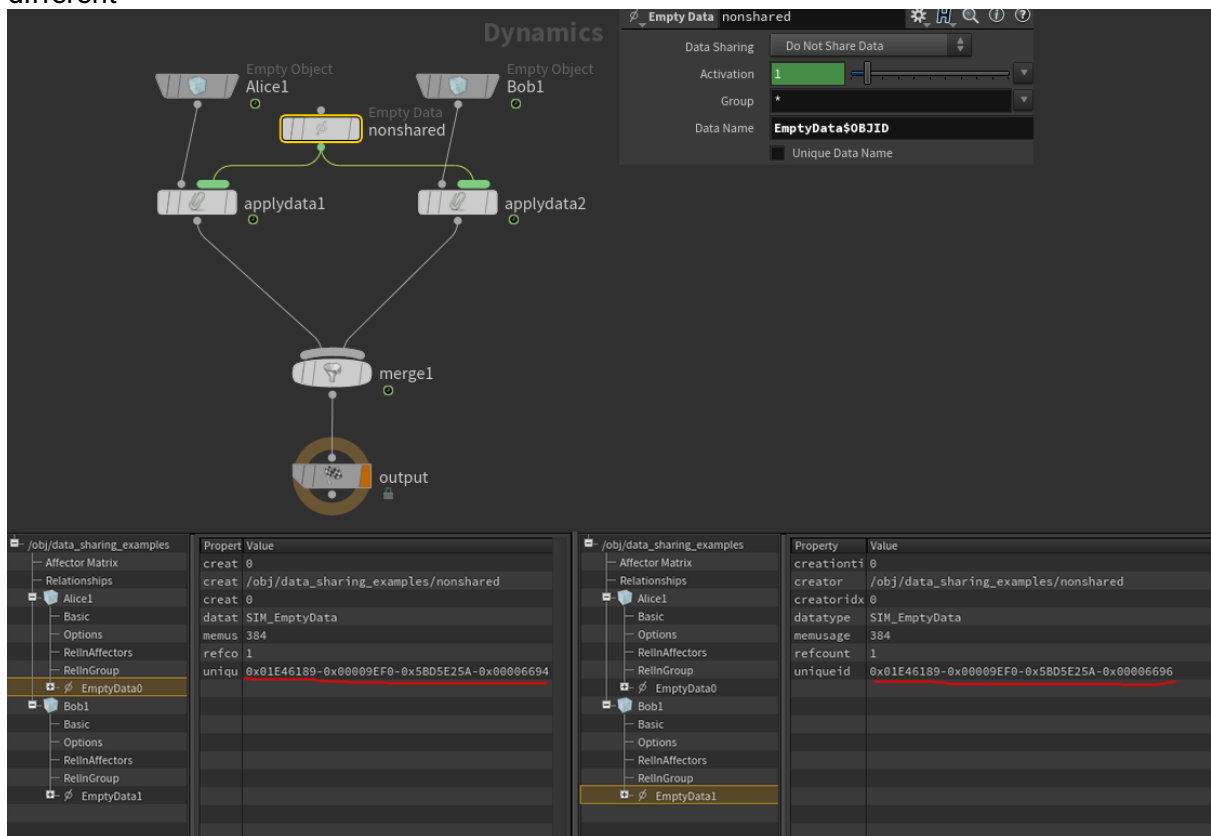 different
Dynamics
Empty Object
Alice1
Empty Object
Bob1
Empty Data
nonshared
applydata1
applydata2
merge1
output
Empty Data nonshared
Data Sharing Do Not Share Data
Activation 1
Group *
Data Name EmptyData$OBJID
Unique Data Name
/obj/data_sharing_examples
Affector Matrix
Relationships
Alice1
Basic
Options
RelInAffectors
RelInGroup
EmptyData0
Bob1
Basic
Options
RelInAffectors
RelInGroup
EmptyData1
Propert Value
creat 0
creat /obj/data_sharing_examples/nonshared
creat 0
datat SIM_EmptyData
memus 384
refco 1
uniqu 0x01E46189-0x00009EF0-0x5BD5E25A-0x00006694
/obj/data_sharing_examples
Affector Matrix
Relationships
Alice1
Basic
Options
RelInAffectors
RelInGroup
EmptyData0
Bob1
Basic
Options
RelInAffectors
RelInGroup
EmptyData1
Property Value
creationti 0
creator /obj/data_sharing_examples/nonshared
creatoridx 0
datatype SIM_EmptyData
memusage 384
refcount 1
uniqueid 0x01E46189-0x00009EF0-0x5BD5E25A-0x00006696